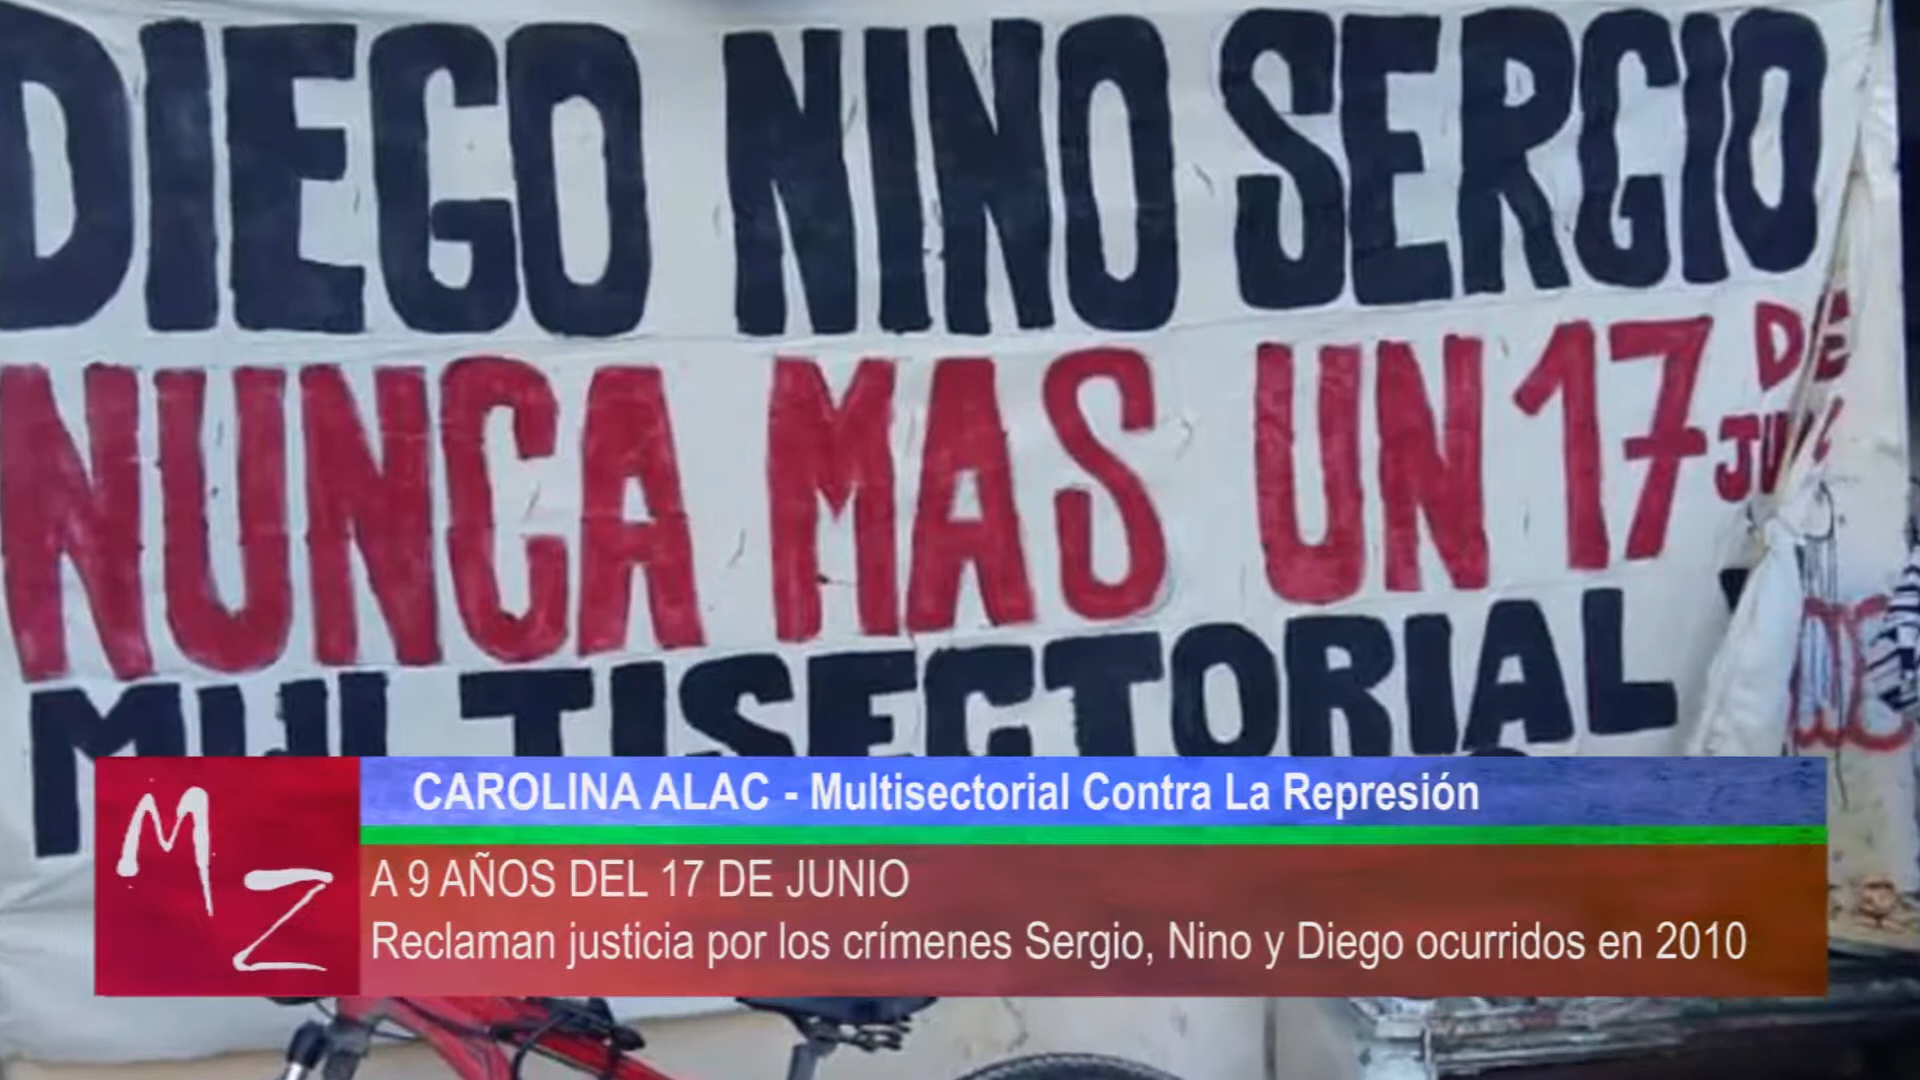 DIEGO NINO SERGIO
NUNCA MAS UN 17 DE
MULTISECTORIAL
MZ
CAROLINA ALAC - Multisectorial Contra La Represión
A 9 AÑOS DEL 17 DE JUNIO
Reclaman justicia por los crímenes Sergio, Nino y Diego ocurridos en 2010